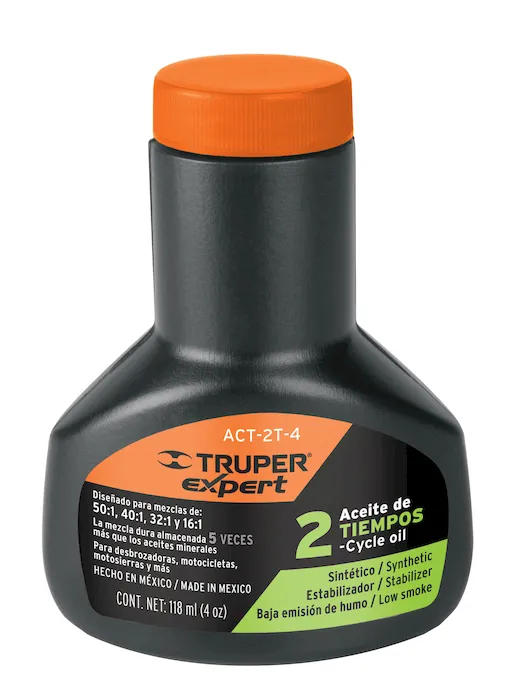 ACT-2T-4
TRUPER®
expert
Diseñado para mezclas de:
50:1, 40:1, 32:1 y 16:1
La mezcla dura almacenada 5 VECES
más que los aceites minerales
Para desbrozadoras, motocicletas,
motosierras y más
HECHO EN MÉXICO / MADE IN MEXICO
CONT. NET: 118 ml (4 oz)
2 Aceite de
TIEMPOS
-Cycle oil
Sintético / Synthetic
Estabilizador / Stabilizer
Baja emisión de humo / Low smoke